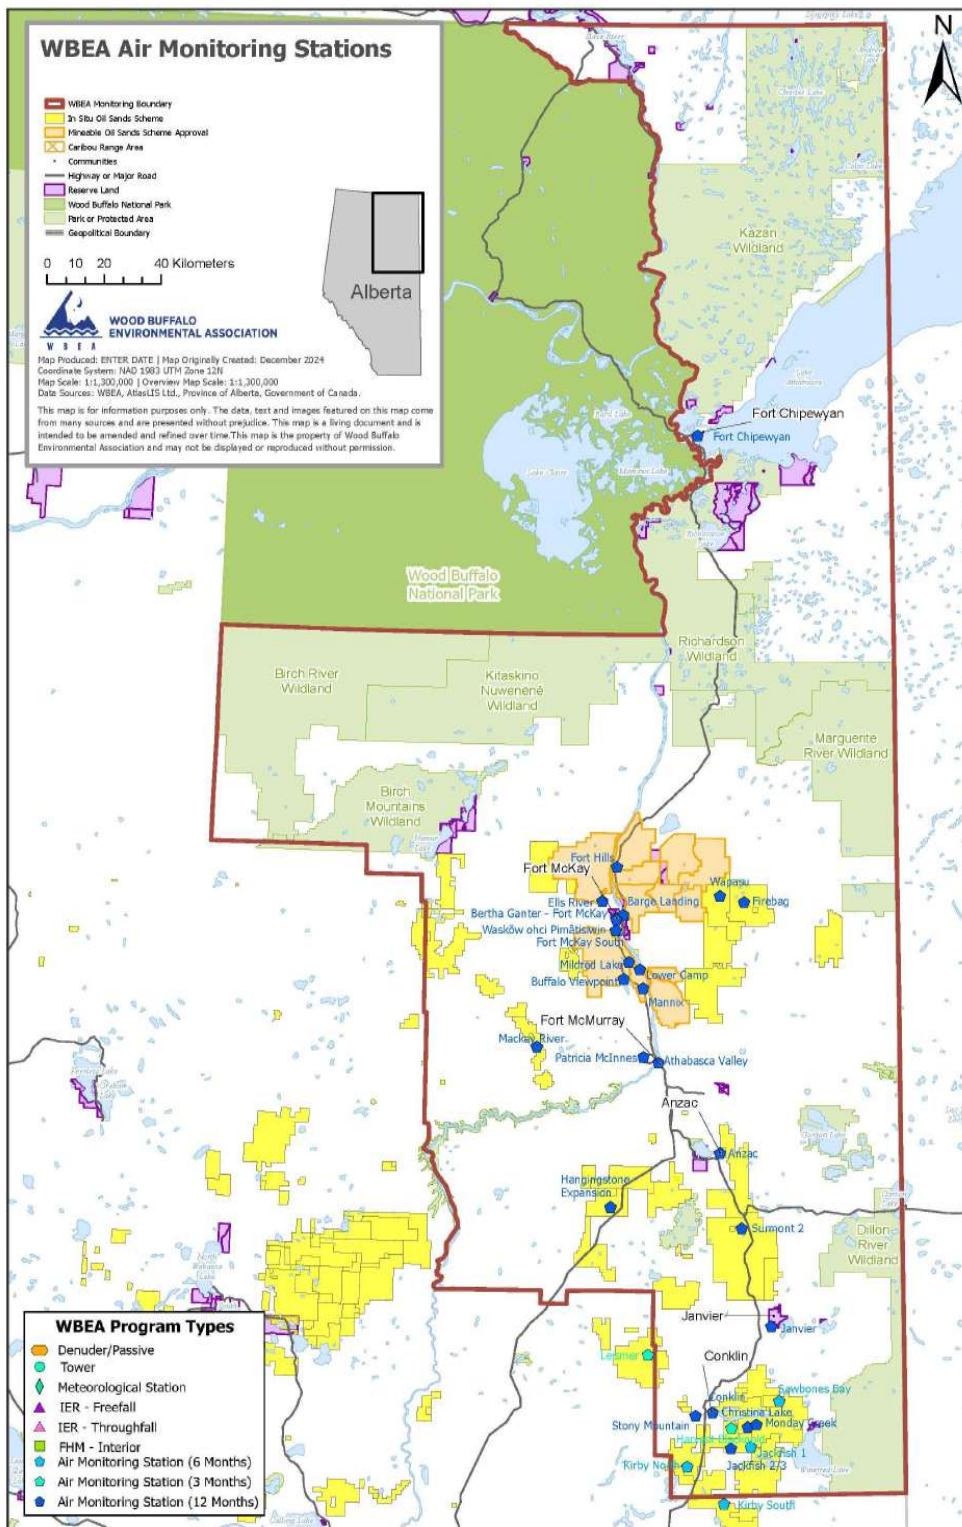 WBEA Air Monitoring Stations
N
WBEA Monitoring Boundary
In Situ Oil Sands Scheme
Mineable Oil Sands Scheme Approval
Caribou Range Area
Communities
Highway or Major Road
Reserve Land
Wood Buffalo National Park
Park or Protected Area
Geopolitical Boundary
0 10 20 40 Kilometers
Alberta
WOOD BUFFALO
ENVIRONMENTAL ASSOCIATION
W B E A
Map Produced: ENTER DATE | Map Originally Created: December 2024
Coordinate System: NAD 1983 UTM Zone 12N
Map Scale: 1:1,300,000 | Overview Map Scale: 1:1,300,000
Data Sources: WBEA, AtlasLIS Ltd., Province of Alberta, Government of Canada.
This map is for information purposes only. The data, text and images featured on this map come
from many sources and are presented without prejudice. This map is a living document and is
intended to be amended and refined over time.This map is the property of Wood Buffalo
Environmental Association and may not be displayed or reproduced without permission.
Kazan
Wildland
Lake
Athabasca
Fort Chipewyan
Fort Chipewyan
Lake Claire
Mamawi Lake
Wood Buffalo
National Park
Richardson
Wildland
Birch River
Wildland
Kitaskino
Nuwenëné
Wildland
Marguerite
River Wildland
Birch
Mountains
Wildland
Fort Hills
Fort McKay
Wapasu
Firebag
Ells River
Barge Landing
Bertha Ganter - Fort McKay
Waskōw ohci Pimâtisiwin
Fort McKay South
Mildred Lake
Lower Camp
Buffalo Viewpoint
Mannix
Fort McMurray
Mackay River
Patricia McInnes
Athabasca Valley
Anzac
Anzac
Hangingstone
Expansion
Surmont 2
Dillon
River
Wildland
Janvier
Janvier
Leismer
Conklin
Sawbones Bay
Conklin
Christina Lake
Stony Mountain
Monday Creek
Jackfish 1
Kirby North
Jackfish 2/3
Kirby South
WBEA Program Types
Denuder/Passive
Tower
Meteorological Station
IER - Freefall
IER - Throughfall
FHM - Interior
Air Monitoring Station (6 Months)
Air Monitoring Station (3 Months)
Air Monitoring Station (12 Months)